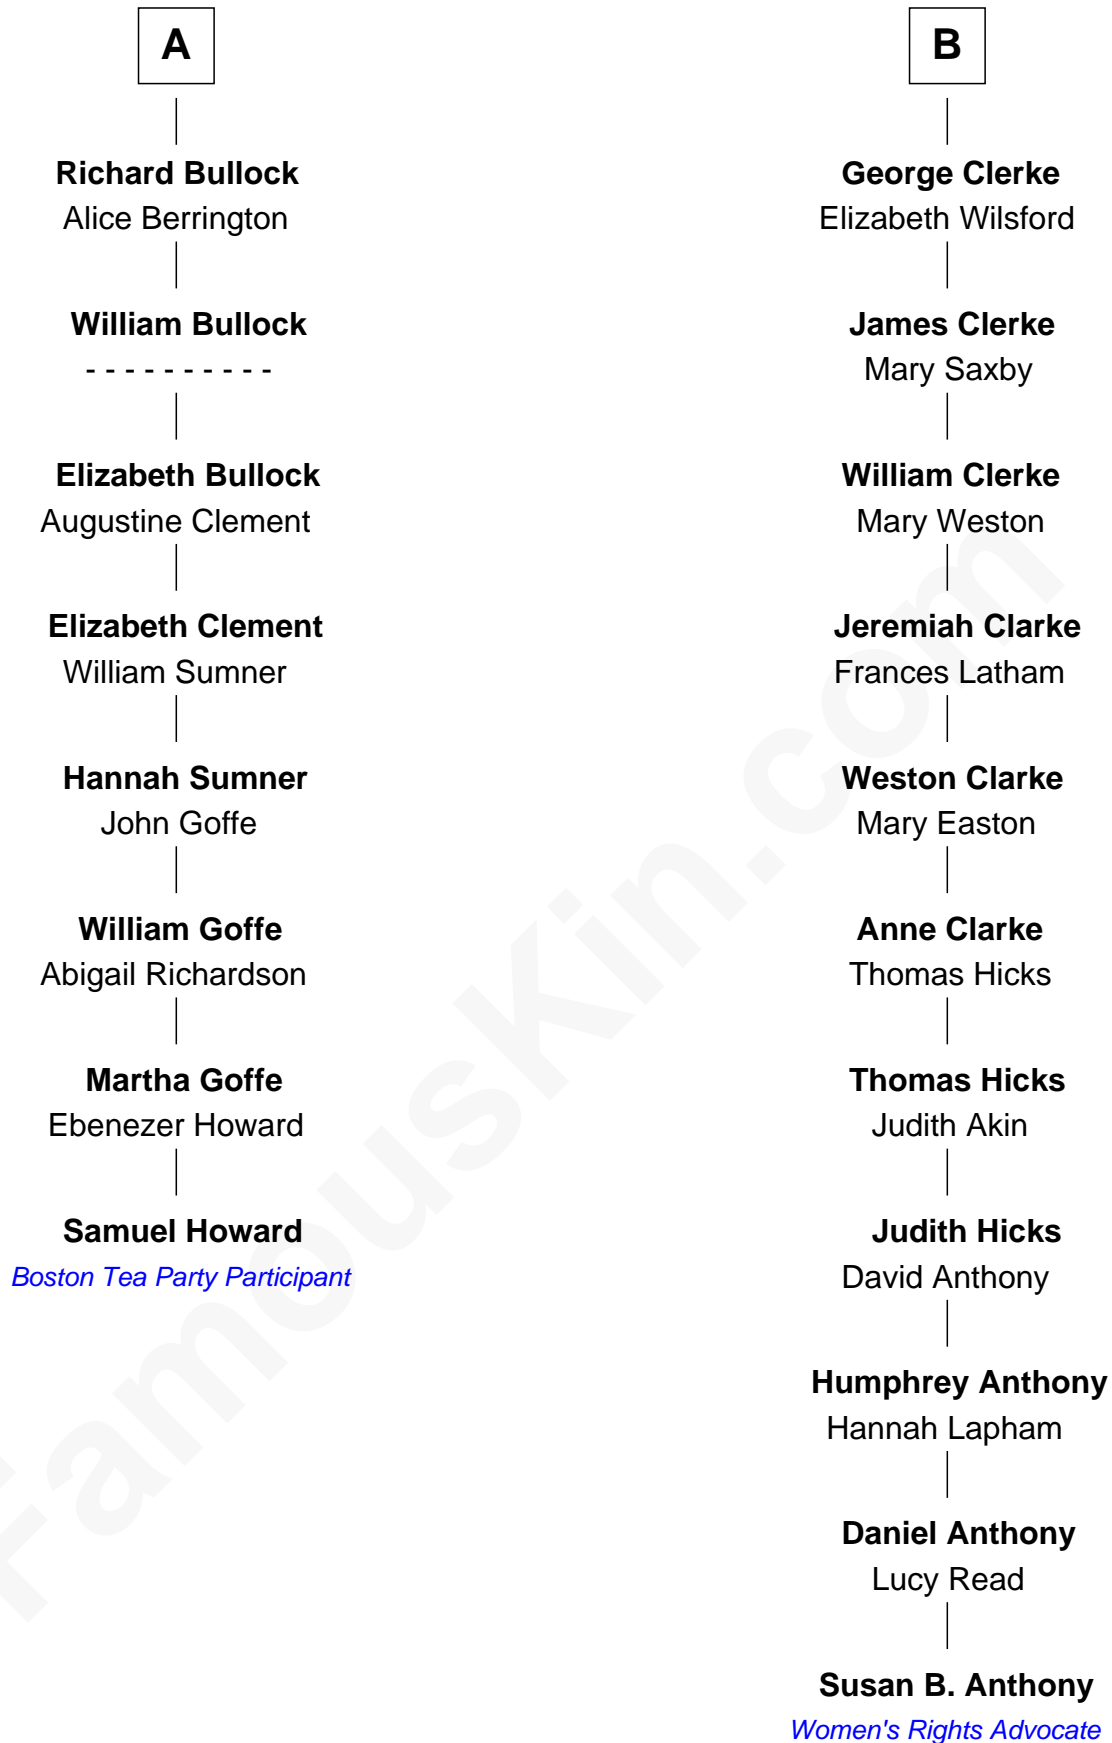 A
Richard Bullock
Alice Berrington
William Bullock
- - - - - - - - - -
Elizabeth Bullock
Augustine Clement
Elizabeth Clement
William Sumner
Hannah Sumner
John Goffe
William Goffe
Abigail Richardson
Martha Goffe
Ebenezer Howard
Samuel Howard
Boston Tea Party Participant
B
George Clerke
Elizabeth Wilsford
James Clerke
Mary Saxby
William Clerke
Mary Weston
Jeremiah Clarke
Frances Latham
Weston Clarke
Mary Easton
Anne Clarke
Thomas Hicks
Thomas Hicks
Judith Akin
Judith Hicks
David Anthony
Humphrey Anthony
Hannah Lapham
Daniel Anthony
Lucy Read
Susan B. Anthony
Women's Rights Advocate
FamousKin.com